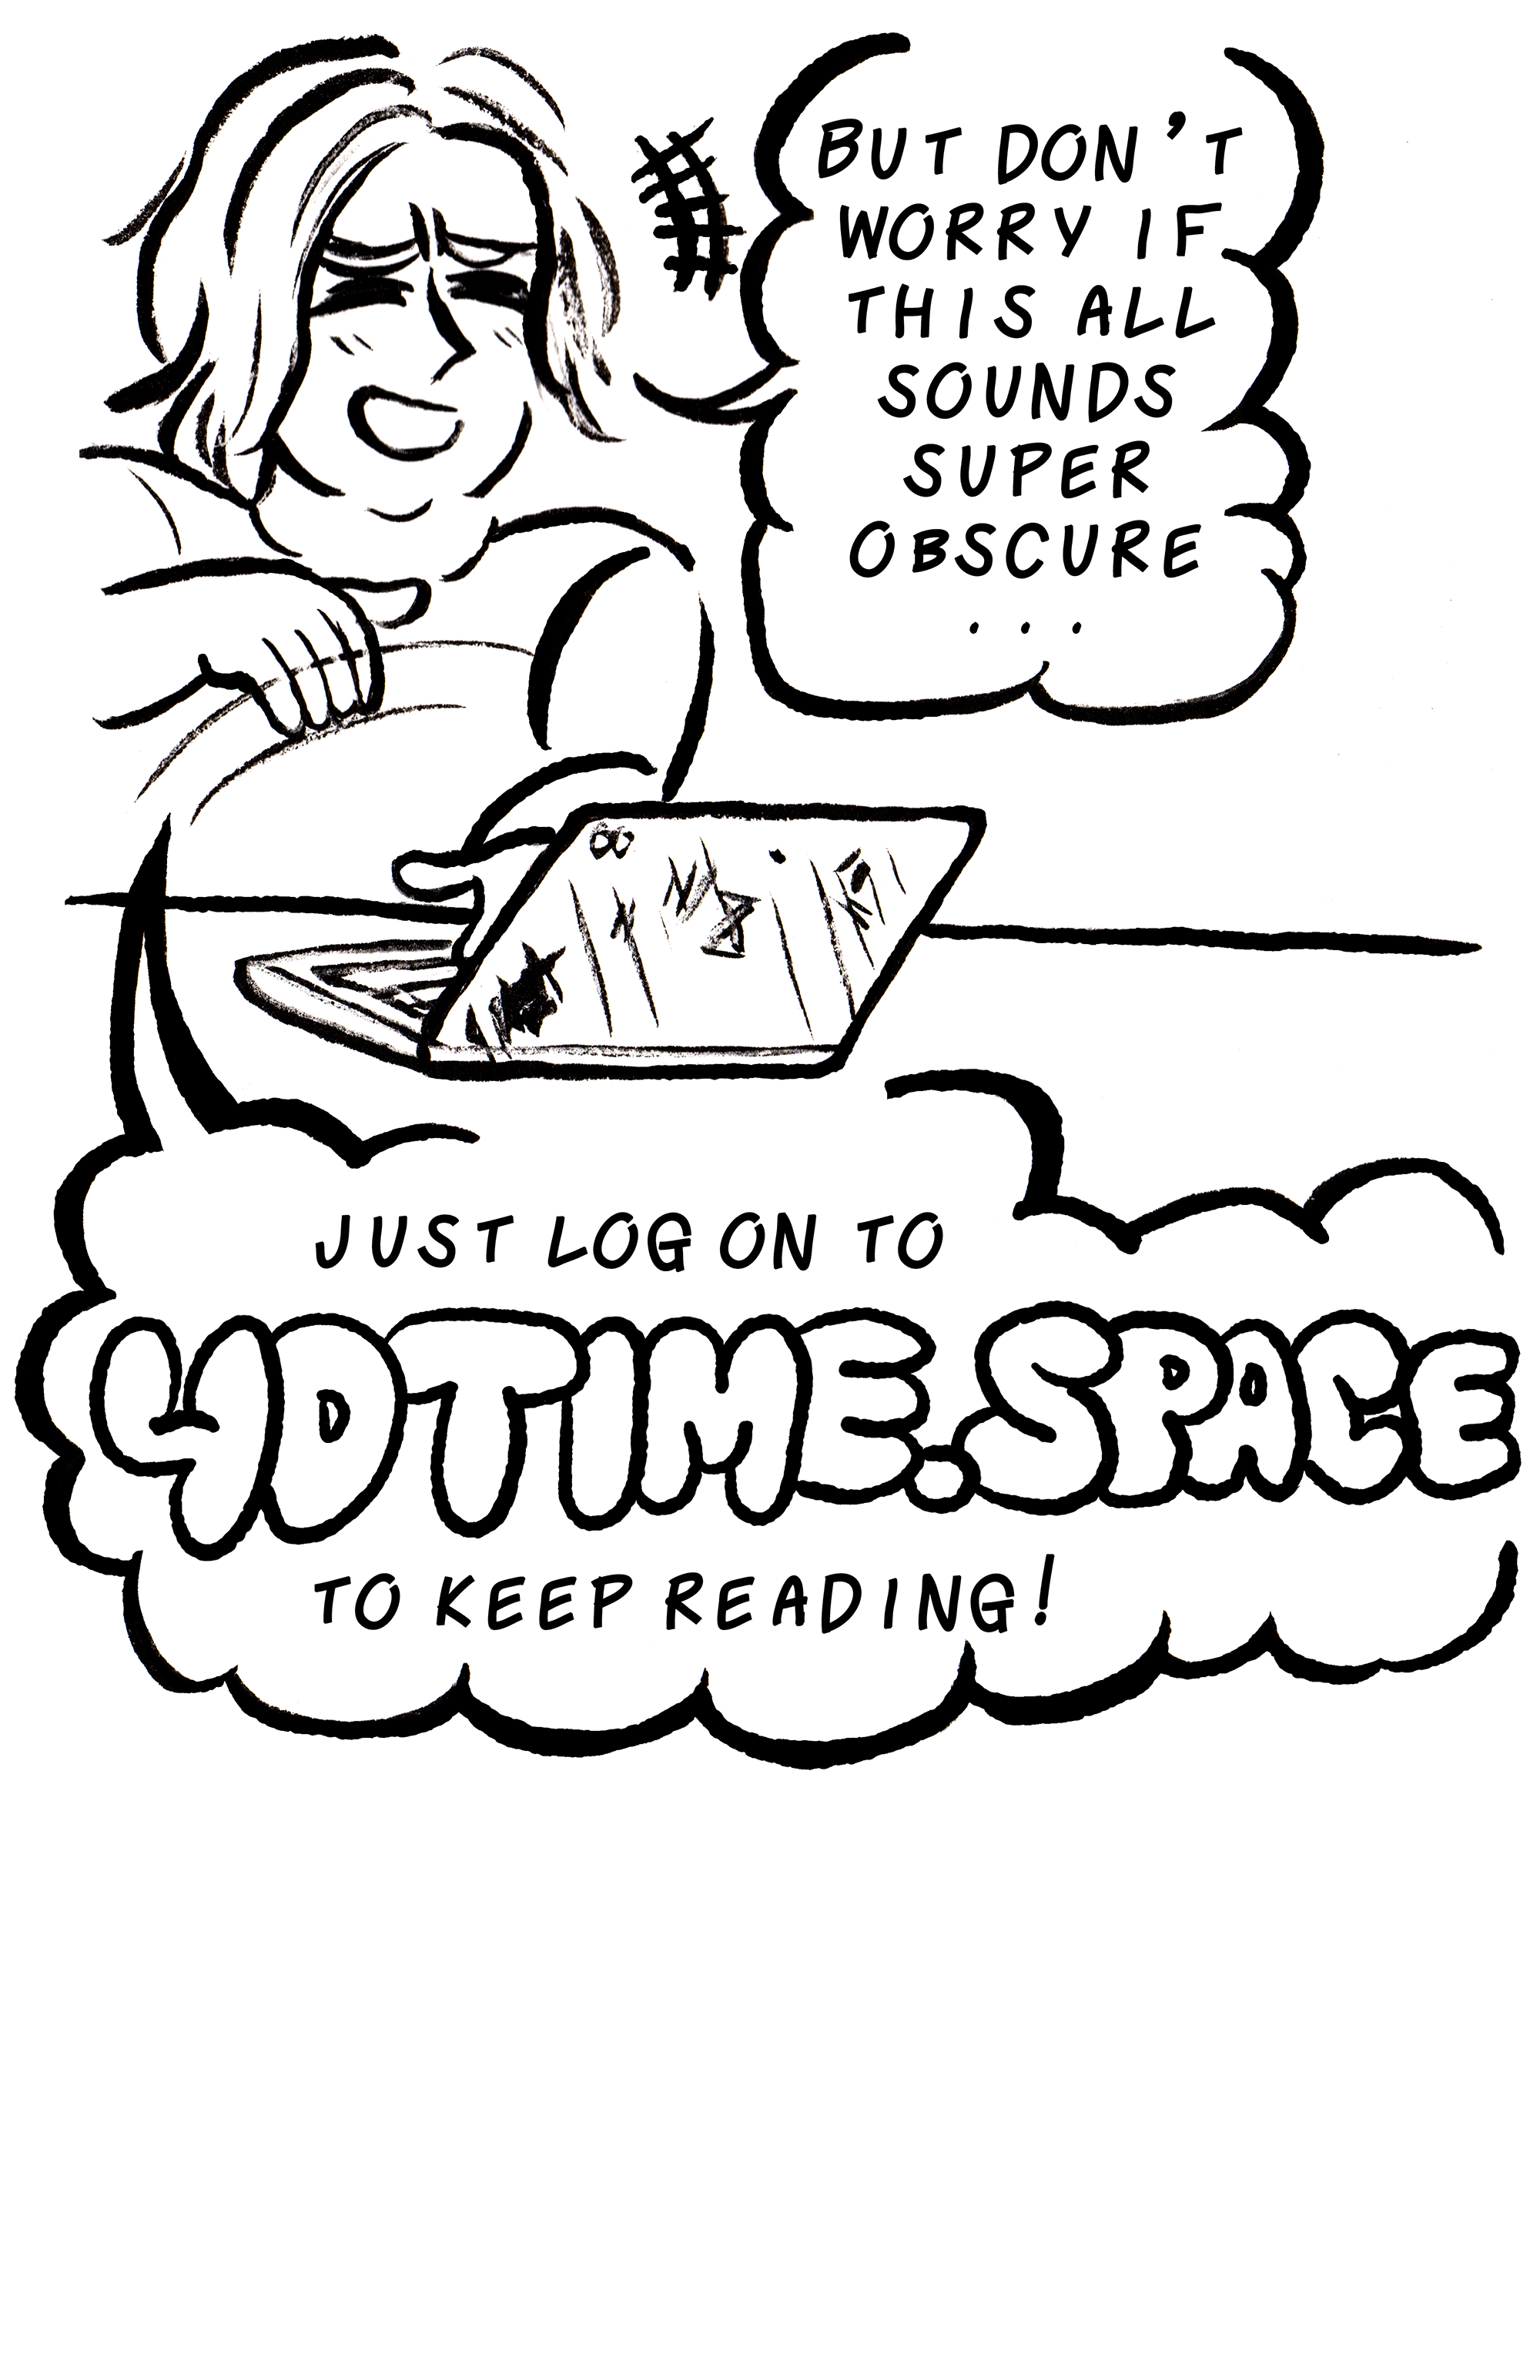 BUT DON'T
WORRY IF
THIS ALL
SOUNDS
SUPER
OBSCURE
...
JUST LOG ON TO
4DTIME.SPACE
TO KEEP READING!